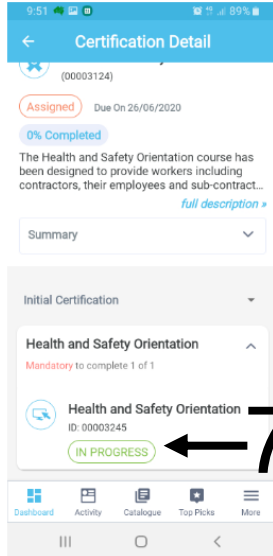 9:51 89%
Certification Detail
(00003124)
Assigned Due On 26/06/2020
0% Completed
The Health and Safety Orientation course has
been designed to provide workers including
contractors, their employees and sub-contract...
full description »
Summary
Initial Certification
Health and Safety Orientation
Mandatory to complete 1 of 1
Health and Safety Orientation
ID: 00003245
IN PROGRESS
Dashboard Activity Catalogue Top Picks More